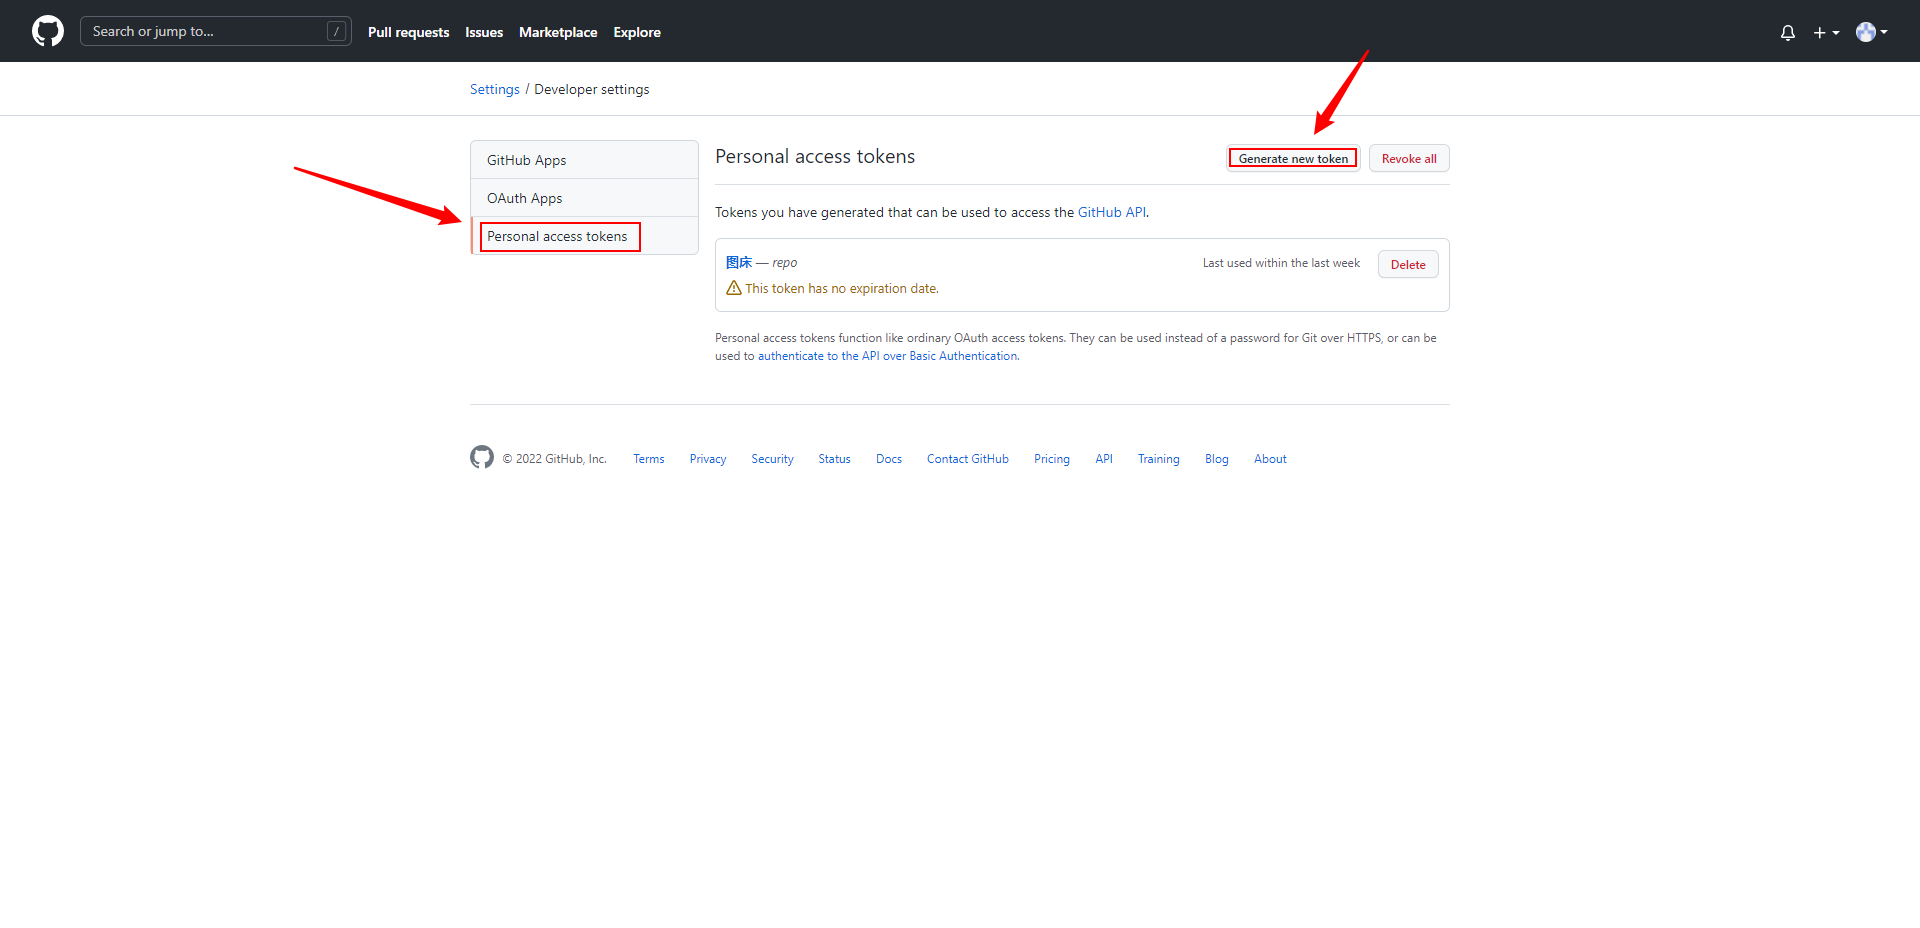 Search or jump to... /
Pull requests Issues Marketplace Explore
Settings / Developer settings
GitHub Apps
OAuth Apps
Personal access tokens
Personal access tokens
Generate new token Revoke all
Tokens you have generated that can be used to access the GitHub API.
图床 — repo
Last used within the last week
Delete
This token has no expiration date.
Personal access tokens function like ordinary OAuth access tokens. They can be used instead of a password for Git over HTTPS, or can be
used to authenticate to the API over Basic Authentication.
© 2022 GitHub, Inc. Terms Privacy Security Status Docs Contact GitHub Pricing API Training Blog About